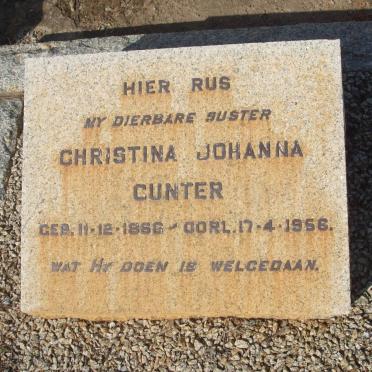 HIER RUS
MY DIERBARE SUSTER
CHRISTINA JOHANNA
GUNTER
GEB. 11-12-1866 - OORL. 17-4-1956.
WAT HY DOEN IS WELGEDAAN.